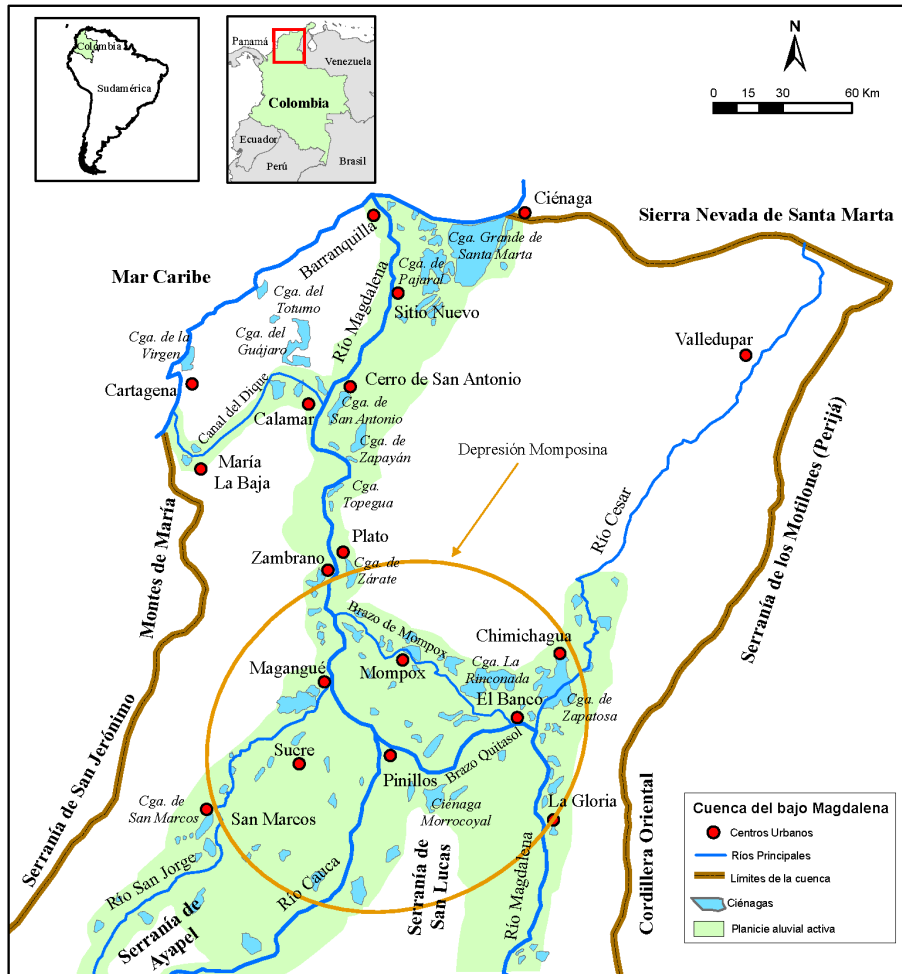 Colombia
Sudamérica
Panamá
Venezuela
Colombia
Ecuador
Perú
Brasil
N
0 15 30 60 Km
Ciénaga
Sierra Nevada de Santa Marta
Barranquilla
Cga. Grande de
Santa Marta
Mar Caribe
Cga. de
Pajaral
Río Magdalena
Cga. del
Totumo
Sitio Nuevo
Cga. de la
Virgen
Cga. del
Guájaro
Valledupar
Cartagena
Canal del Dique
Cerro de San Antonio
Calamar
Cga. de
San Antonio
Cga. de
Zapayán
Depresión Momposina
María
La Baja
Cga.
Topegua
Río Cesar
Serranía de los Motilones (Perijá)
Montes de María
Plato
Zambrano
Cga. de
Zárate
Brazo de Mompox
Chimichagua
Magangué
Mompox
Cga. La
Rinconada
El Banco
Cga. de
Zapatosa
Serranía de San Jerónimo
Sucre
Pinillos
Brazo Quitasol
Cga. de
San Marcos
San Marcos
Ciénaga
Morrocoyal
La Gloria
Río San Jorge
Río Cauca
Serranía de
San Lucas
Río Magdalena
Cordillera Oriental
Serranía de
Ayapel
Cuenca del bajo Magdalena
Centros Urbanos
Ríos Principales
Límites de la cuenca
Ciénagas
Planicie aluvial activa